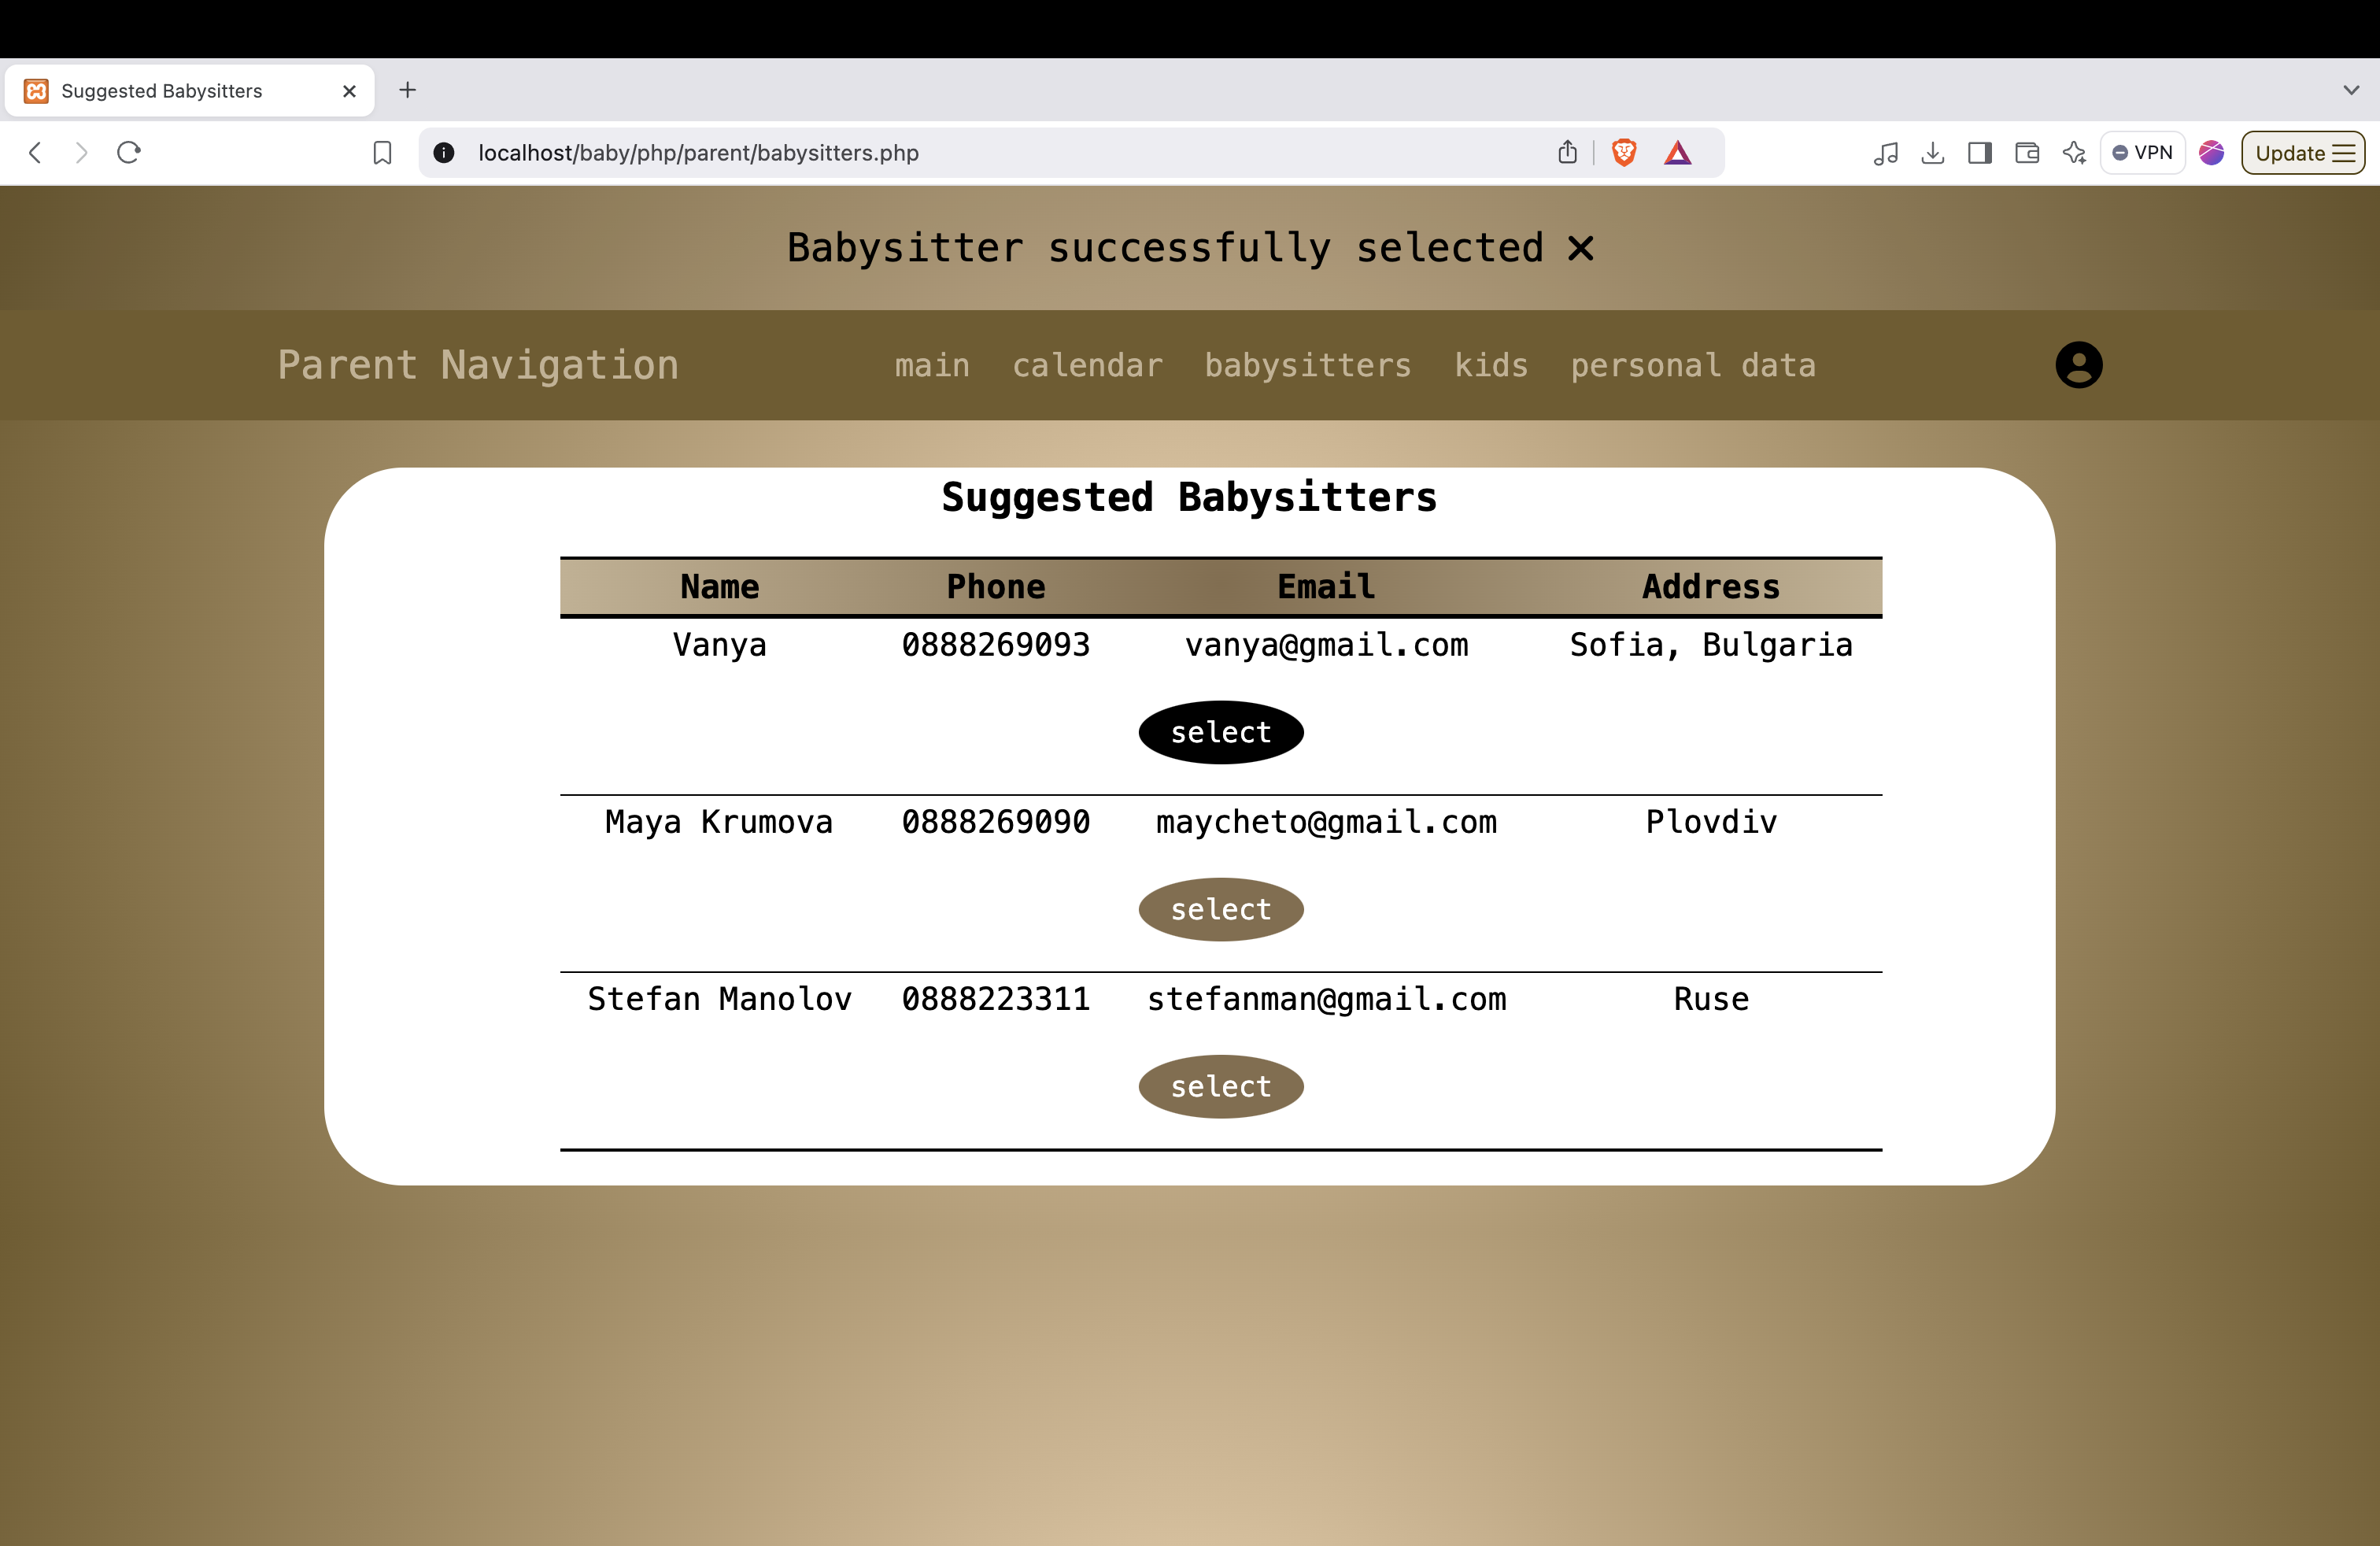 Suggested Babysitters
localhost/baby/php/parent/babysitters.php
VPN
Update
Babysitter successfully selected
Parent Navigation main calendar babysitters kids personal data
Suggested Babysitters
Name Phone Email Address
Vanya 0888269093 vanya@gmail.com Sofia, Bulgaria
select
Maya Krumova 0888269090 maycheto@gmail.com Plovdiv
select
Stefan Manolov 0888223311 stefanman@gmail.com Ruse
select